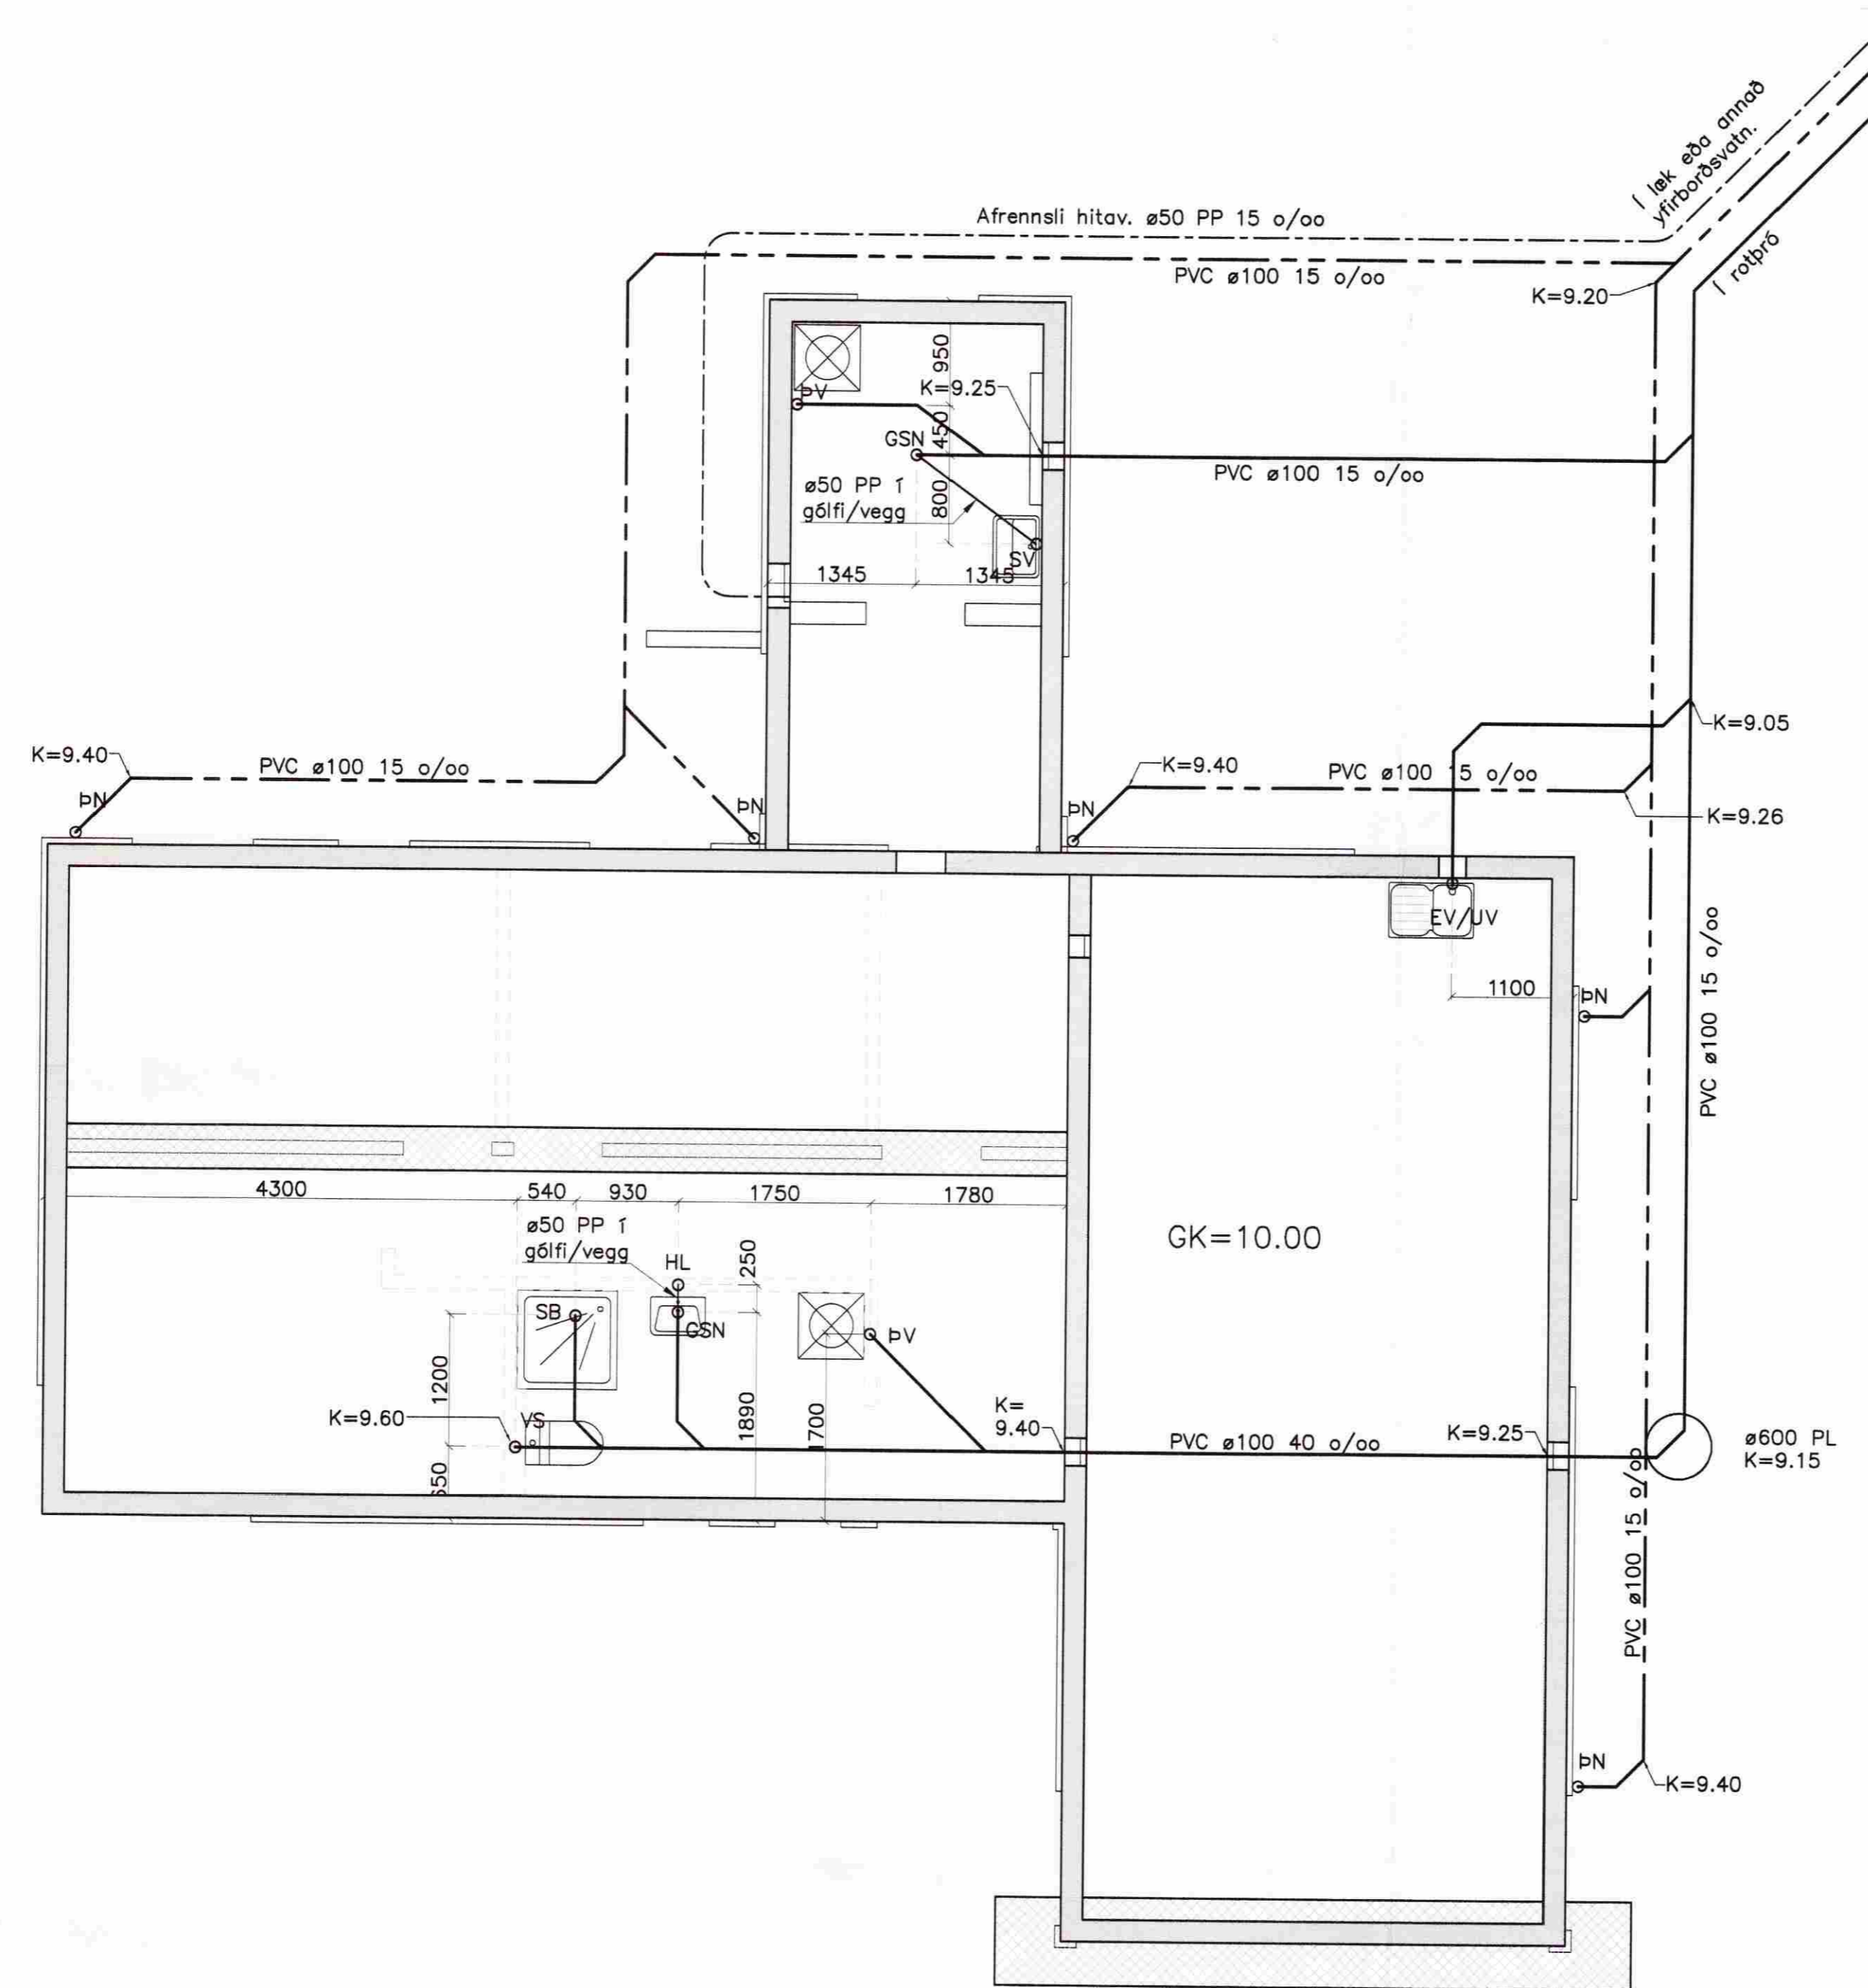 Í læk eða annað
yfirborðsvatn.
Afrennsli hitav. ø50 PP 15 o/oo
Í rotþró
PVC ø100 15 o/oo
K=9.20
950
ÞV
K=9.25
GSN
450
PVC ø100 15 o/oo
ø50 PP í
gólfi/vegg
800
SV
1345
1345
K=9.40
PVC ø100 15 o/oo
ÞN
ÞN
ÞN
K=9.40
PVC ø100 15 o/oo
K=9.05
K=9.26
EV/UV
1100
ÞN
PVC ø100 15 o/oo
4300
540
930
1750
1780
ø50 PP í
gólfi/vegg
HL
250
GK=10.00
SB
GSN
ÞV
1200
1890
1700
K=9.60
VS
K=
9.40
PVC ø100 40 o/oo
K=9.25
ø600 PL
K=9.15
650
PVC ø100 15 o/oo
ÞN
K=9.40